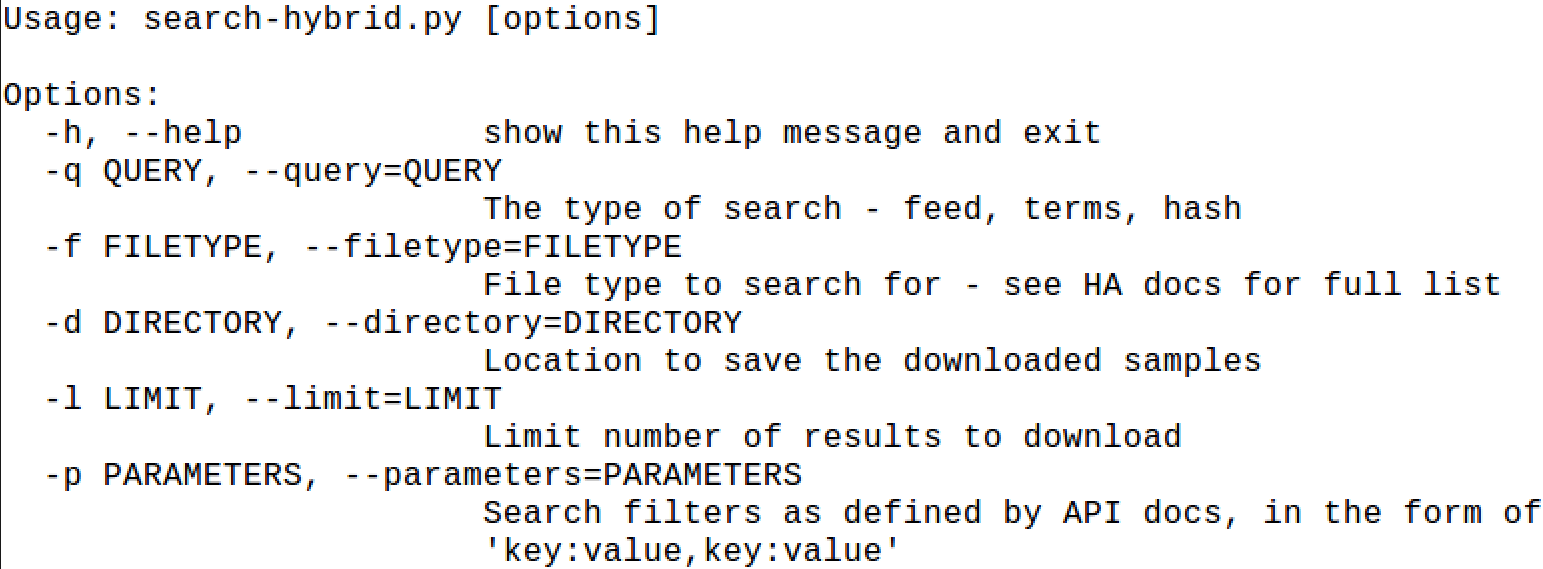 Usage: search-hybrid.py [options]

Options:
  -h, --help            show this help message and exit
  -q QUERY, --query=QUERY
                        The type of search - feed, terms, hash
  -f FILETYPE, --filetype=FILETYPE
                        File type to search for - see HA docs for full list
  -d DIRECTORY, --directory=DIRECTORY
                        Location to save the downloaded samples
  -l LIMIT, --limit=LIMIT
                        Limit number of results to download
  -p PARAMETERS, --parameters=PARAMETERS
                        Search filters as defined by API docs, in the form of
                        'key:value,key:value'